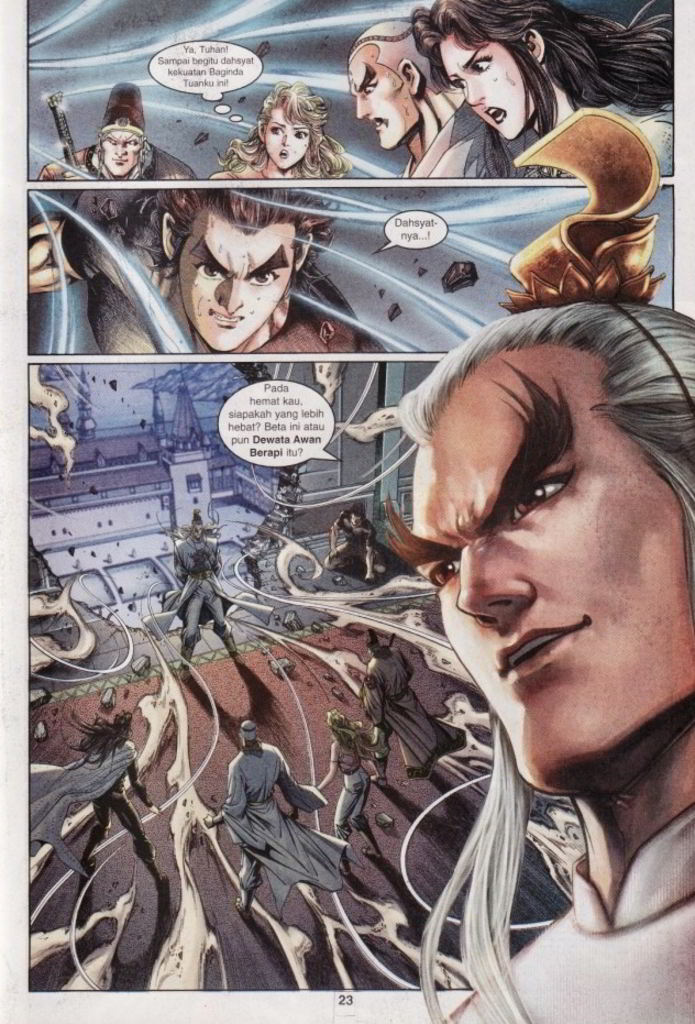 Ya, Tuhan!
Sampai begitu dahsyat
kekuatan Baginda
Tuanku ini!
Dahsyat-
nya...!
Pada
hemat kau,
siapakah yang lebih
hebat? Beta ini atau
pun Dewata Awan
Berapi itu?
23